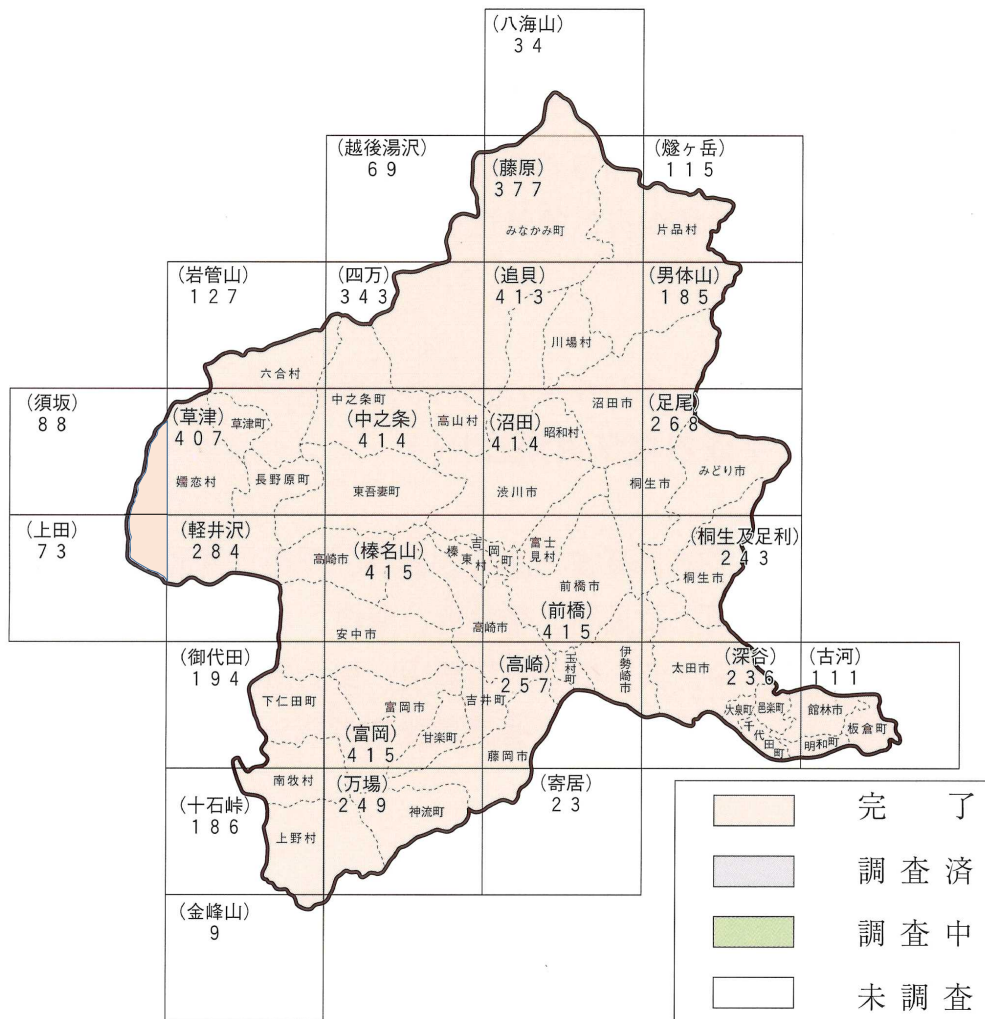 （八海山）
３４
（越後湯沢）
６９
（藤原）
３７７
（燧ヶ岳）
１１５
みなかみ町
片品村
（岩管山）
１２７
（四万）
３４３
（追貝）
４１３
（男体山）
１８５
川場村
六合村
（須坂）
８８
（草津）
４０７
草津町
中之条町
（中之条）
４１４
高山村
（沼田）
４１４
昭和村
沼田市
（足尾）
２６８
嬬恋村
長野原町
東吾妻町
渋川市
桐生市
みどり市
（上田）
７３
（軽井沢）
２８４
高崎市
（榛名山）
４１５
榛東村
吉岡町
富士見村
前橋市
（桐生及足利）
２４３
桐生市
安中市
高崎市
（前橋）
４１５
（御代田）
１９４
下仁田町
富岡市
（富岡）
４１５
甘楽町
吉井町
（高崎）
２５７
藤岡市
玉村町
伊勢崎市
太田市
（深谷）
２３６
大泉町
邑楽町
千代田町
（古河）
１１１
館林市
明和町
板倉町
南牧村
（十石峠）
１８６
上野村
（万場）
２４９
神流町
（寄居）
２３
（金峰山）
９
完了
調査済
調査中
未調査